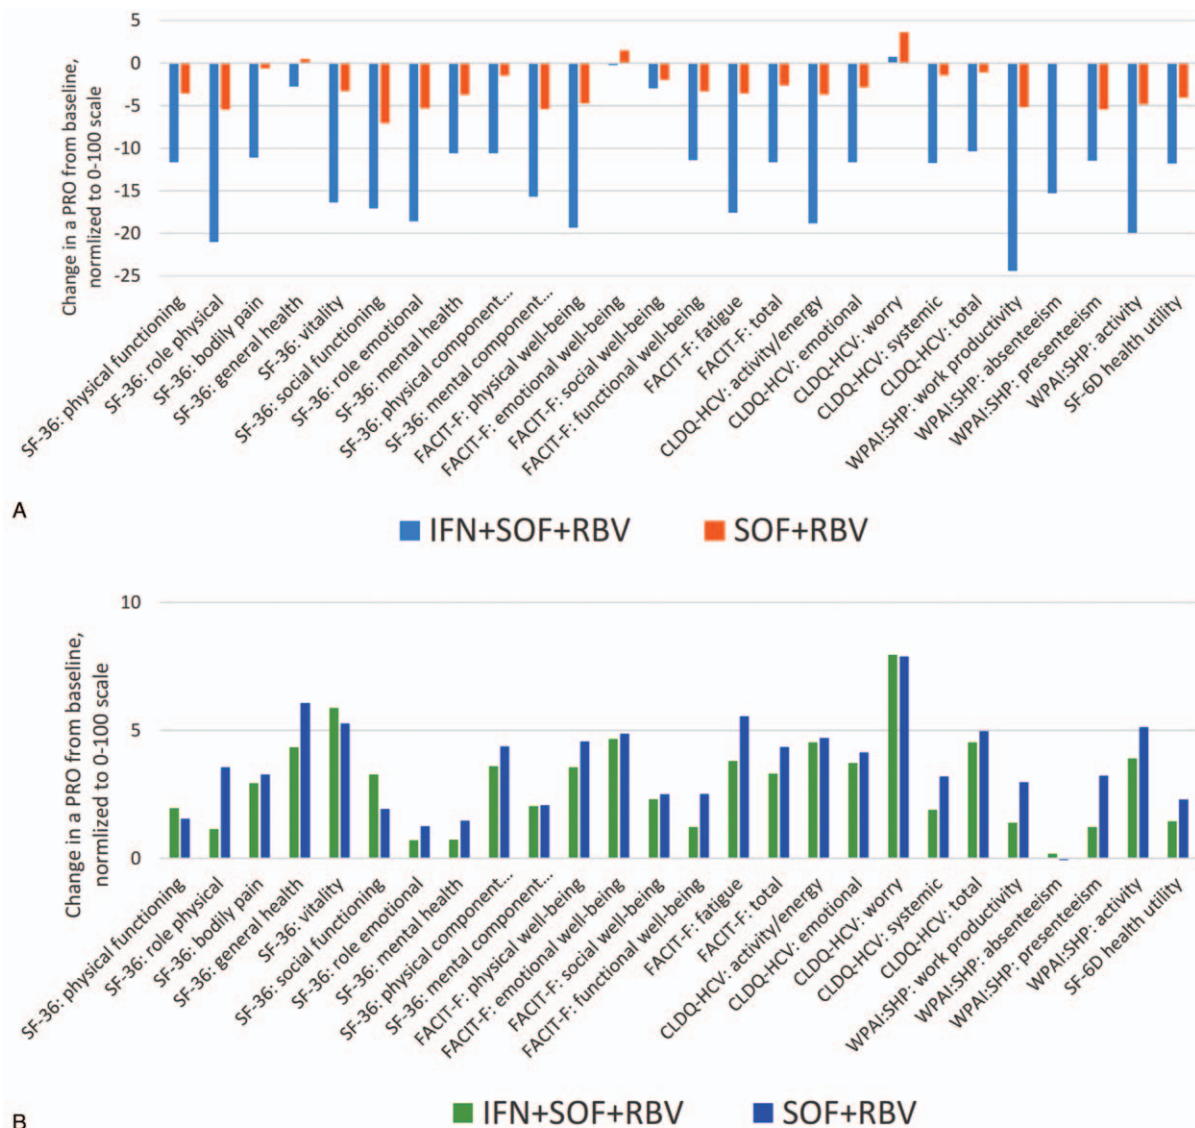 5
0
-5
-10
-15
-20
-25
Change in a PRO from baseline,
normlized to 0-100 scale
SF-36: physical functioning
SF-36: role physical
SF-36: bodily pain
SF-36: general health
SF-36: vitality
SF-36: social functioning
SF-36: role emotional
SF-36: mental health
SF-36: physical component...
SF-36: mental component...
FACIT-F: physical well-being
FACIT-F: emotional well-being
FACIT-F: social well-being
FACIT-F: functional well-being
FACIT-F: fatigue
FACIT-F: total
CLDQ-HCV: activity/energy
CLDQ-HCV: emotional
CLDQ-HCV: worry
CLDQ-HCV: systemic
CLDQ-HCV: total
WPAI:SHP: work productivity
WPAI:SHP: absenteeism
WPAI:SHP: presenteeism
WPAI:SHP: activity
SF-6D health utility
A
IFN+SOF+RBV SOF+RBV
10
5
0
Change in a PRO from baseline,
normlized to 0-100 scale
SF-36: physical functioning
SF-36: role physical
SF-36: bodily pain
SF-36: general health
SF-36: vitality
SF-36: social functioning
SF-36: role emotional
SF-36: mental health
SF-36: physical component...
SF-36: mental component...
FACIT-F: physical well-being
FACIT-F: emotional well-being
FACIT-F: social well-being
FACIT-F: functional well-being
FACIT-F: fatigue
FACIT-F: total
CLDQ-HCV: activity/energy
CLDQ-HCV: emotional
CLDQ-HCV: worry
CLDQ-HCV: systemic
CLDQ-HCV: total
WPAI:SHP: work productivity
WPAI:SHP: absenteeism
WPAI:SHP: presenteeism
WPAI:SHP: activity
SF-6D health utility
B
IFN+SOF+RBV SOF+RBV